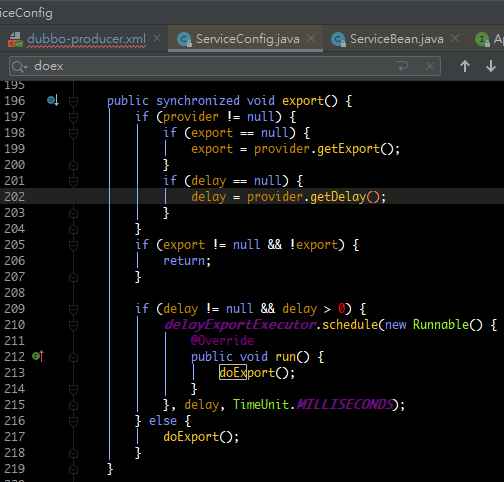 ceConfig
dubbo-producer.xml × ServiceConfig.java × ServiceBean.java × Ap
doex
195
196 public synchronized void export() {
197 if (provider != null) {
198 if (export == null) {
199 export = provider.getExport();
200 }
201 if (delay == null) {
202 delay = provider.getDelay();
203 }
204 }
205 if (export != null && !export) {
206 return;
207 }
208
209 if (delay != null && delay > 0) {
210 delayExportExecutor.schedule(new Runnable() {
211 @Override
212 public void run() {
213 doExport();
214 }
215 }, delay, TimeUnit.MILLISECONDS);
216 } else {
217 doExport();
218 }
219 }